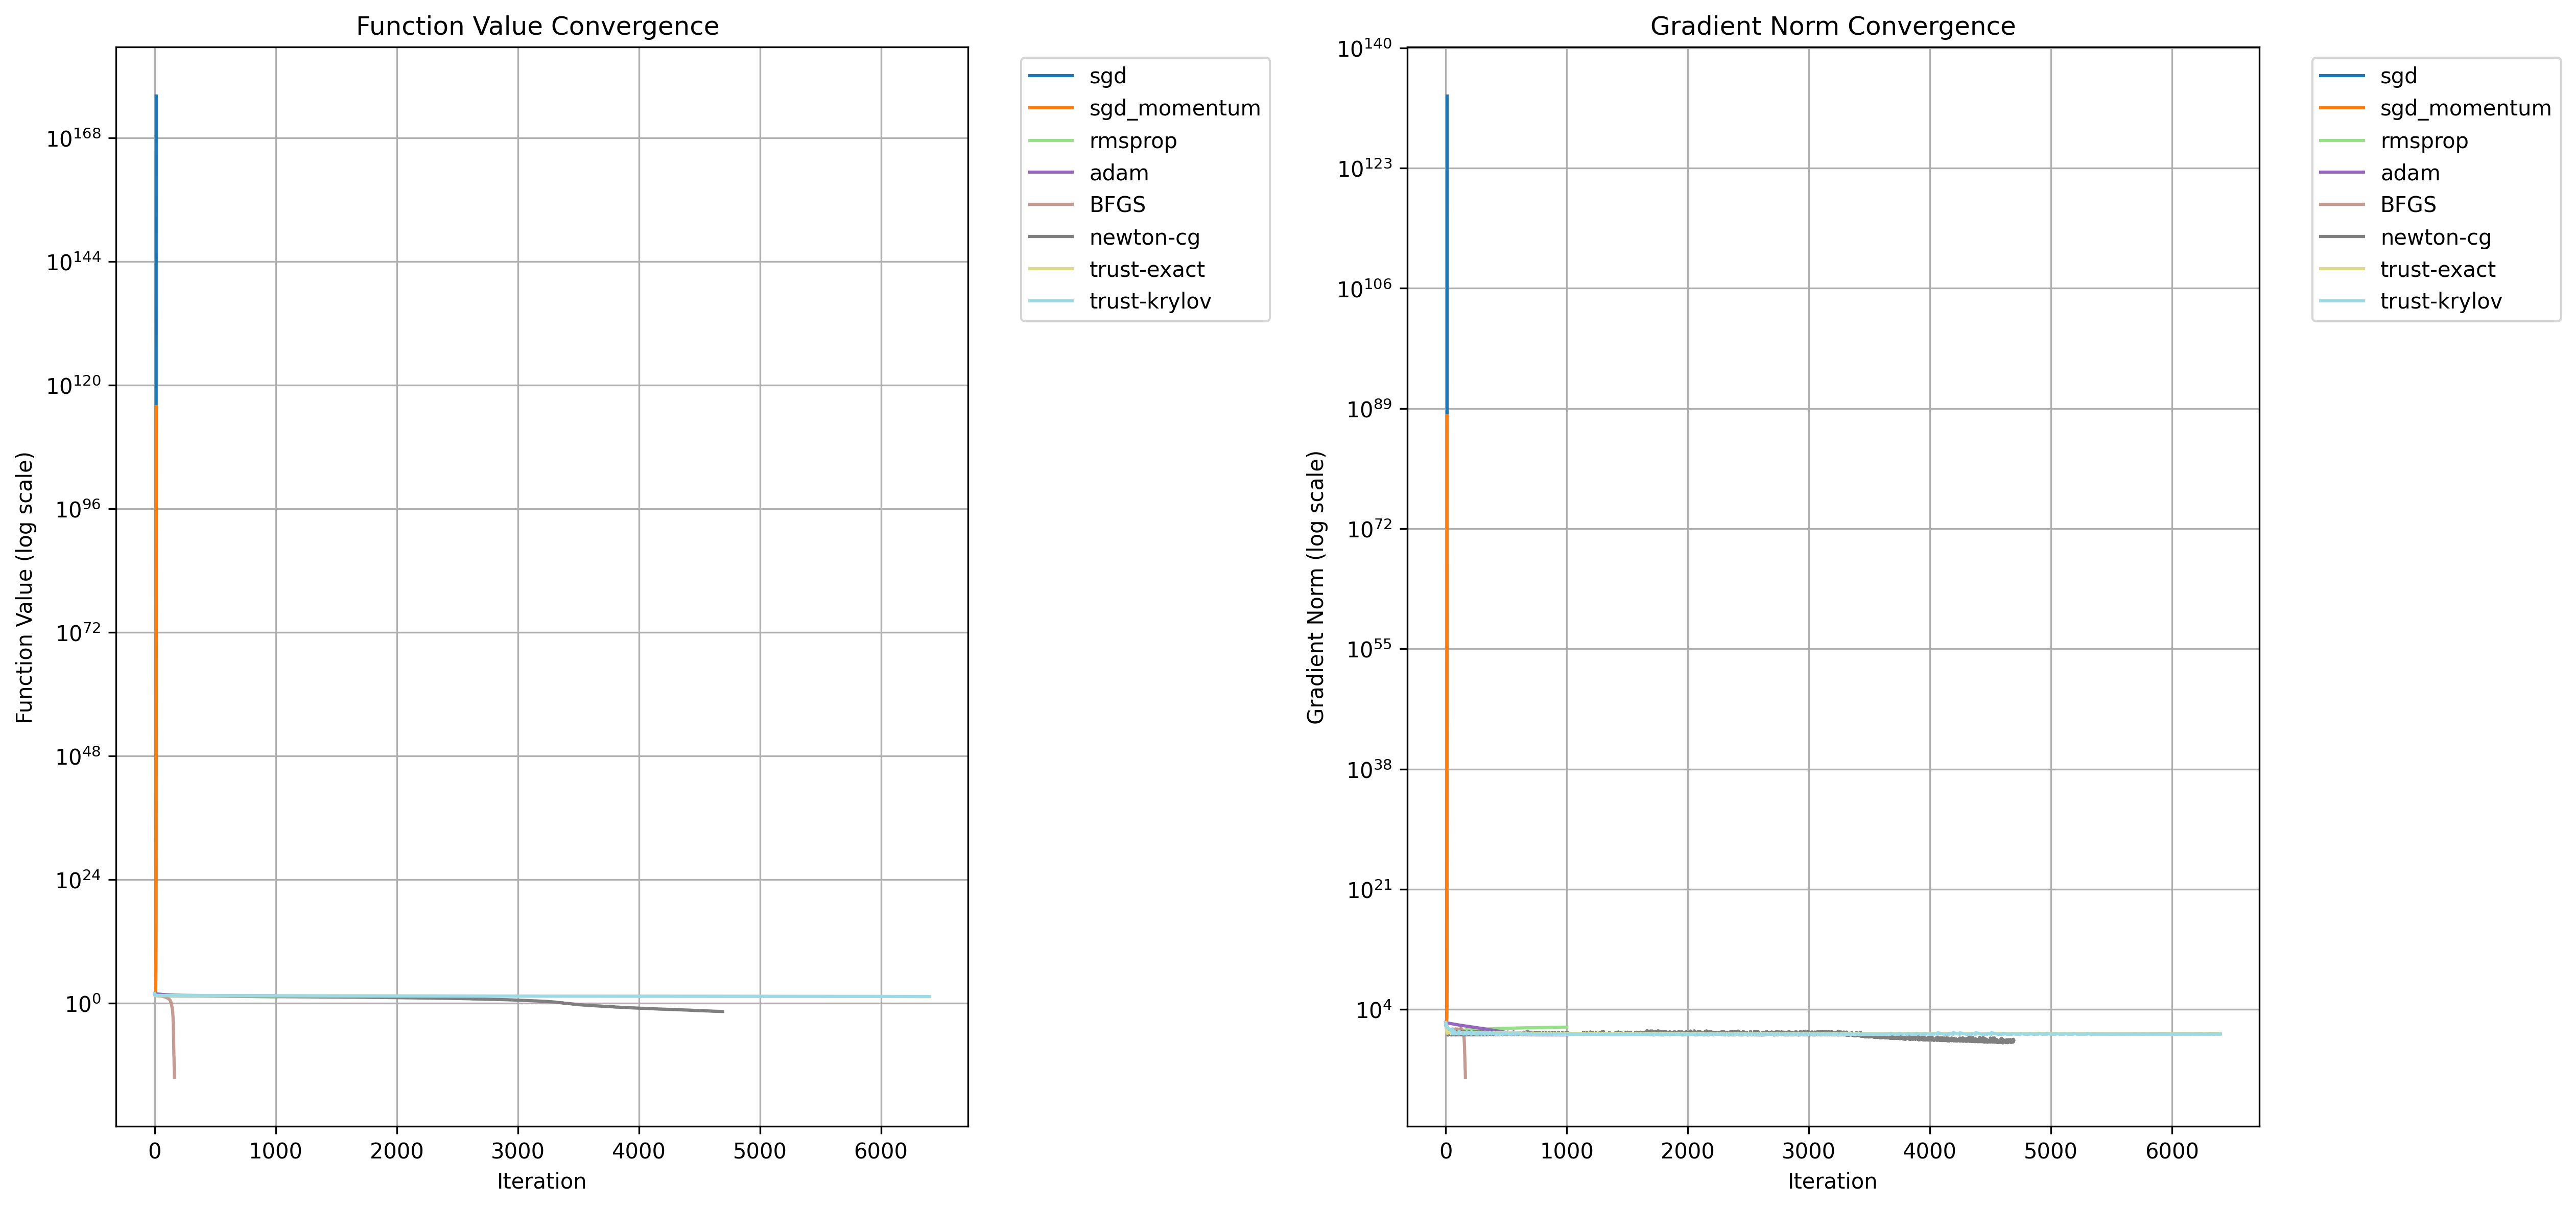 Function Value Convergence
Function Value (log scale)
10^168
10^144
10^120
10^96
10^72
10^48
10^24
10^0
0 1000 2000 3000 4000 5000 6000
Iteration
sgd
sgd_momentum
rmsprop
adam
BFGS
newton-cg
trust-exact
trust-krylov
Gradient Norm Convergence
Gradient Norm (log scale)
10^140
10^123
10^106
10^89
10^72
10^55
10^38
10^21
10^4
0 1000 2000 3000 4000 5000 6000
Iteration
sgd
sgd_momentum
rmsprop
adam
BFGS
newton-cg
trust-exact
trust-krylov